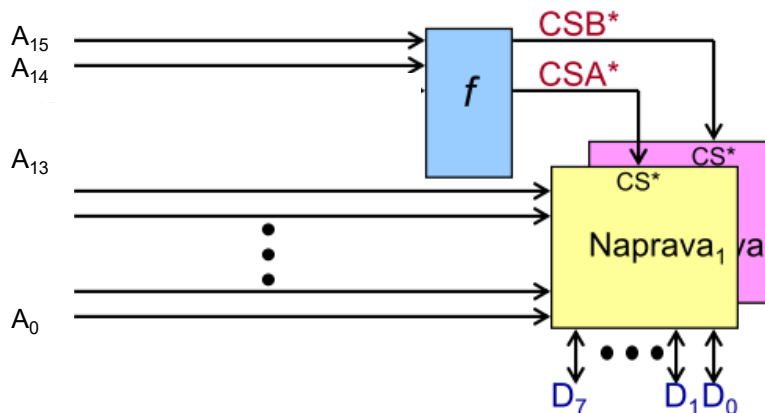 A15
CSB*
A14
CSA*
f
A13
CS*
CS*
Naprava1
va
A0
D7
D1
D0